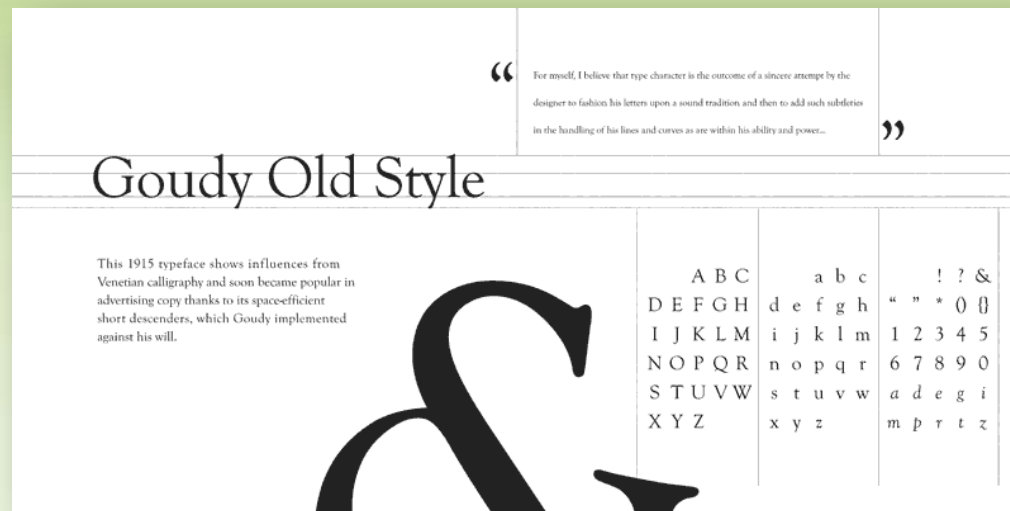 “
For myself, I believe that type character is the outcome of a sincere attempt by the
designer to fashion his letters upon a sound tradition and then to add such subtleties
in the handling of his lines and curves as are within his ability and power...
”
Goudy Old Style
This 1915 typeface shows influences from
Venetian calligraphy and soon became popular in
advertising copy thanks to its space-efficient
short descenders, which Goudy implemented
against his will.
&
A B C
D E F G H
I J K L M
N O P Q R
S T U V W
X Y Z
a b c
d e f g h
i j k l m
n o p q r
s t u v w
x y z
! ? &
“ ” * () {}
1 2 3 4 5
6 7 8 9 0
a d e g i
m p r t z